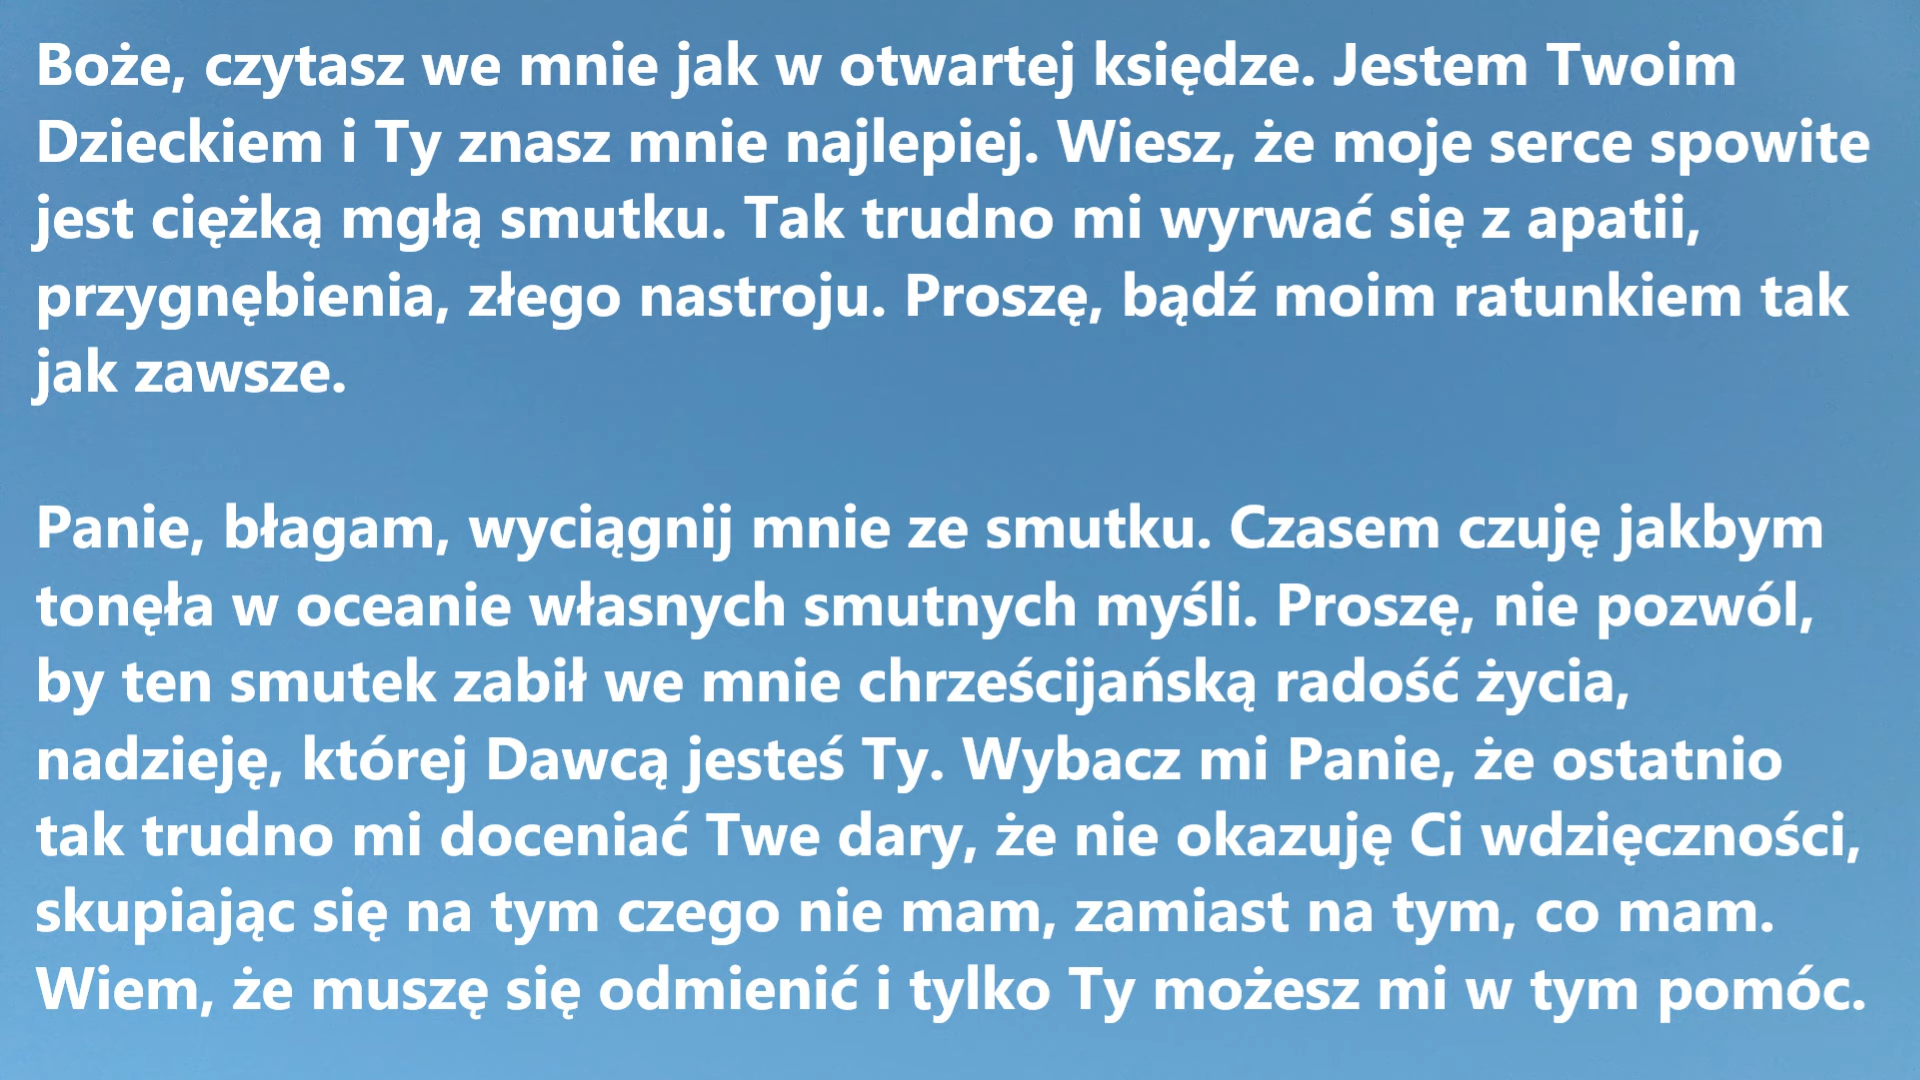 Boże, czytasz we mnie jak w otwartej księdze. Jestem Twoim
Dzieckiem i Ty znasz mnie najlepiej. Wiesz, że moje serce spowite
jest ciężką mgłą smutku. Tak trudno mi wyrwać się z apatii,
przygnębienia, złego nastroju. Proszę, bądź moim ratunkiem tak
jak zawsze.
Panie, błagam, wyciągnij mnie ze smutku. Czasem czuję jakbym
tonęła w oceanie własnych smutnych myśli. Proszę, nie pozwól,
by ten smutek zabił we mnie chrześcijańską radość życia,
nadzieję, której Dawcą jesteś Ty. Wybacz mi Panie, że ostatnio
tak trudno mi doceniać Twe dary, że nie okazuję Ci wdzięczności,
skupiając się na tym czego nie mam, zamiast na tym, co mam.
Wiem, że muszę się odmienić i tylko Ty możesz mi w tym pomóc.